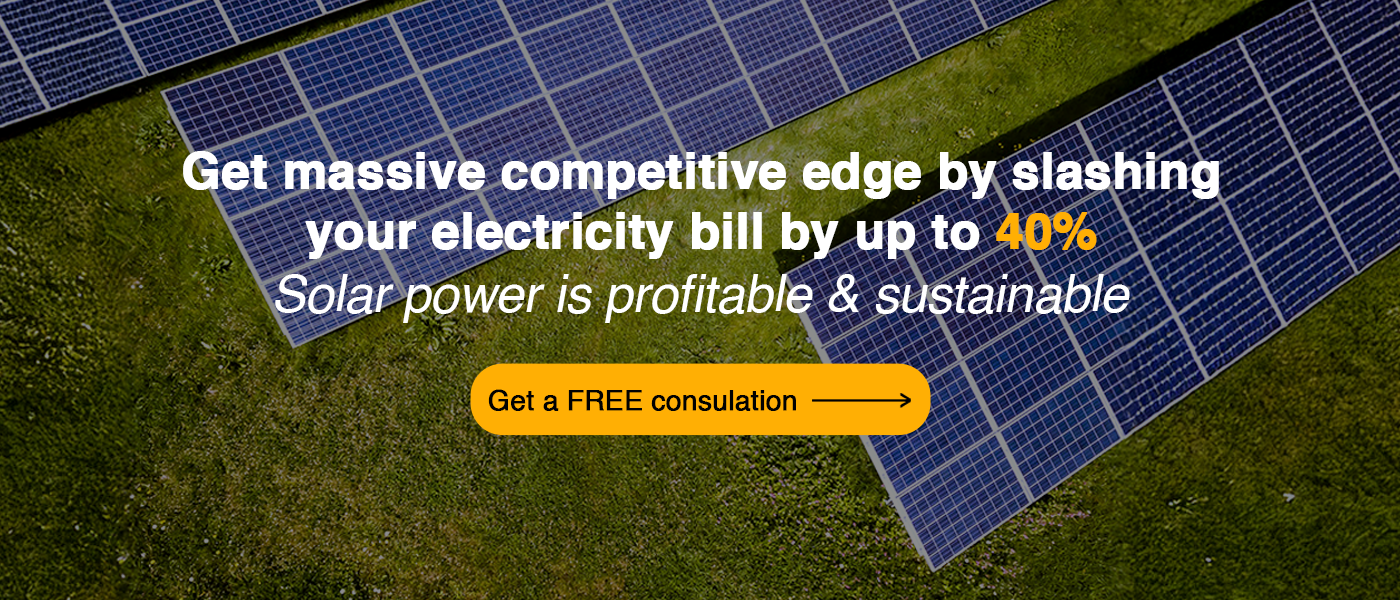 Get massive competitive edge by slashing
your electricity bill by up to 40%
Solar power is profitable & sustainable
Get a FREE consulation